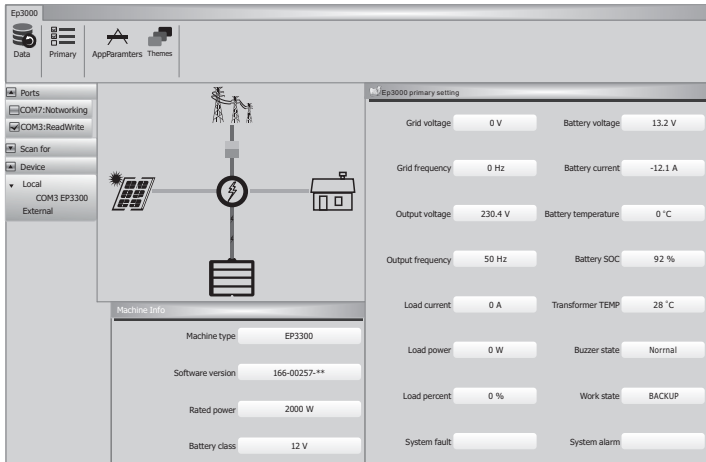 Ep3000
Data
Primary
AppParamters
Themes
Ports
COM7:Notworking
COM3:ReadWrite
Scan for
Device
Local
COM3 EP3300
External
Machine Info
Machine type EP3300
Software version 166-00257-**
Rated power 2000 W
Battery class 12 V
Ep3000 primary setting
Grid voltage 0 V Battery voltage 13.2 V
Grid frequency 0 Hz Battery current -12.1 A
Output voltage 230.4 V Battery temperature 0 °C
Output frequency 50 Hz Battery SOC 92 %
Load current 0 A Transformer TEMP 28 °C
Load power 0 W Buzzer state Norrnal
Load percent 0 % Work state BACKUP
System fault System alarm